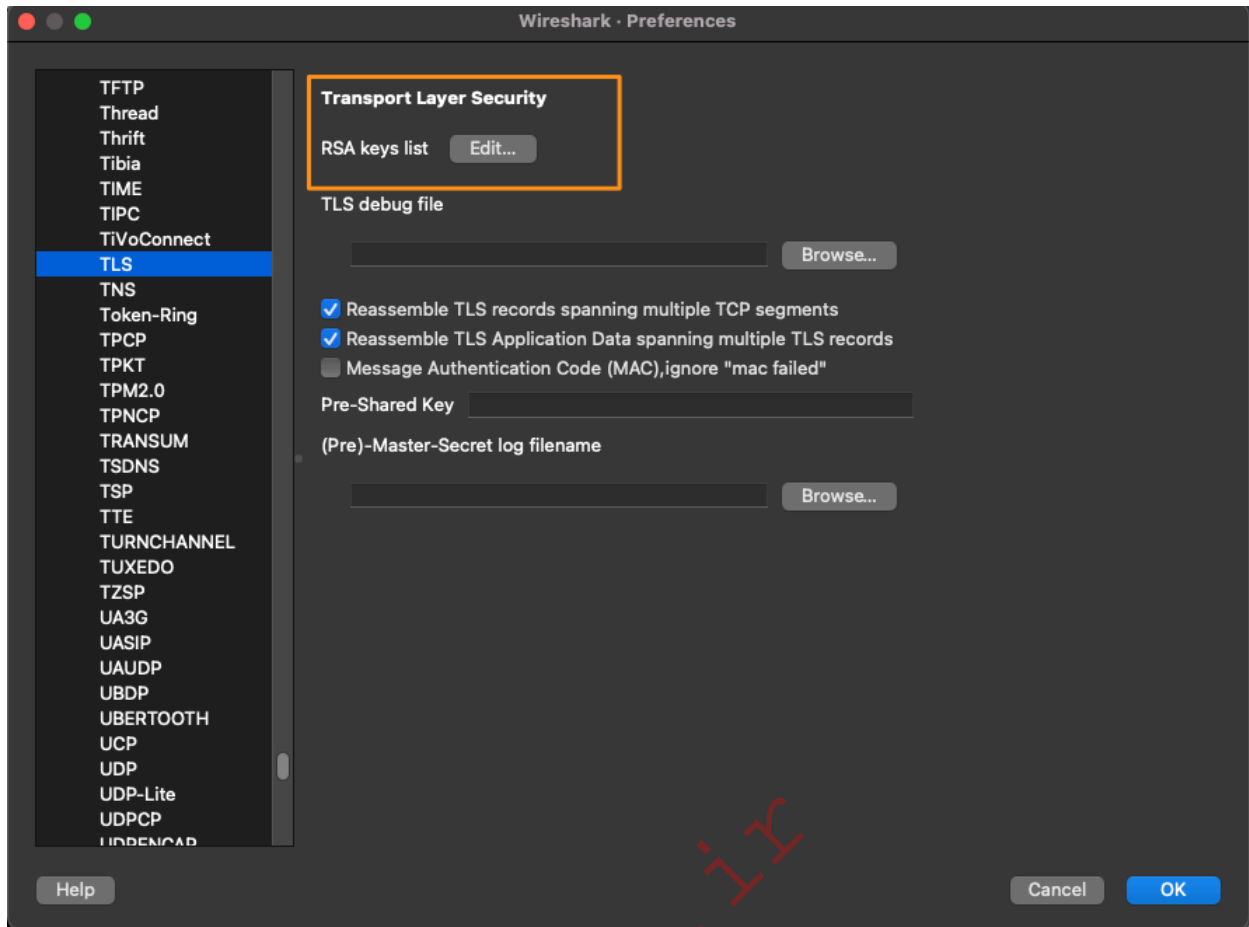 Wireshark · Preferences
TFTP
Thread
Thrift
Tibia
TIME
TIPC
TiVoConnect
TLS
TNS
Token-Ring
TPCP
TPKT
TPM2.0
TPNCP
TRANSUM
TSDNS
TSP
TTE
TURNCHANNEL
TUXEDO
TZSP
UA3G
UASIP
UAUDP
UBDP
UBERTOOTH
UCP
UDP
UDP-Lite
UDPCP
UDPENCAP
Transport Layer Security
RSA keys list Edit...
TLS debug file
Browse...
Reassemble TLS records spanning multiple TCP segments
Reassemble TLS Application Data spanning multiple TLS records
Message Authentication Code (MAC),ignore "mac failed"
Pre-Shared Key
(Pre)-Master-Secret log filename
Browse...
ir
Help Cancel OK